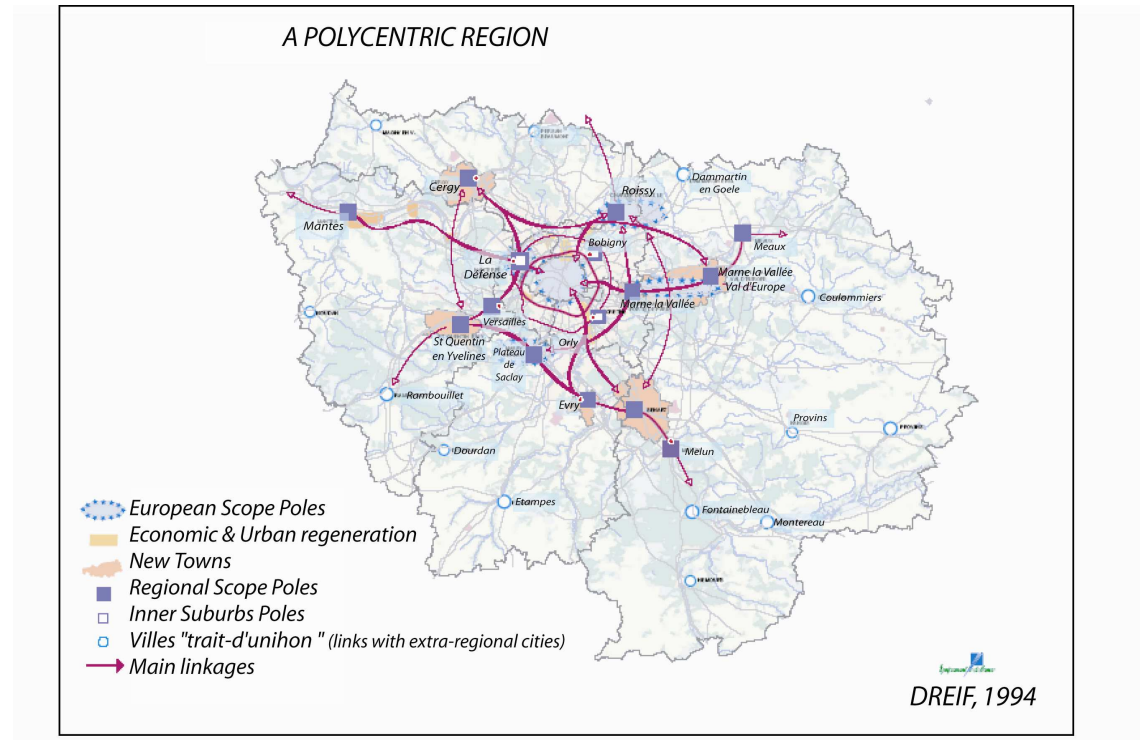 A POLYCENTRIC REGION
Cergy
Roissy
Dammartin
en Goele
Mantes
Bobigny
Meaux
La
Défense
Marne la Vallée
Val d'Europe
Marne la Vallée
Coulommiers
Versailles
St Quentin
en Yvelines
Orly
Plateau
de
Saclay
Rambouillet
Evry
SENART
Provins
PROVINS
Dourdan
Melun
Etampes
Fontainebleau
Montereau
NEMOURS
European Scope Poles
Economic & Urban regeneration
New Towns
Regional Scope Poles
Inner Suburbs Poles
Villes "trait-d'unihon " (links with extra-regional cities)
Main linkages
DREIF, 1994